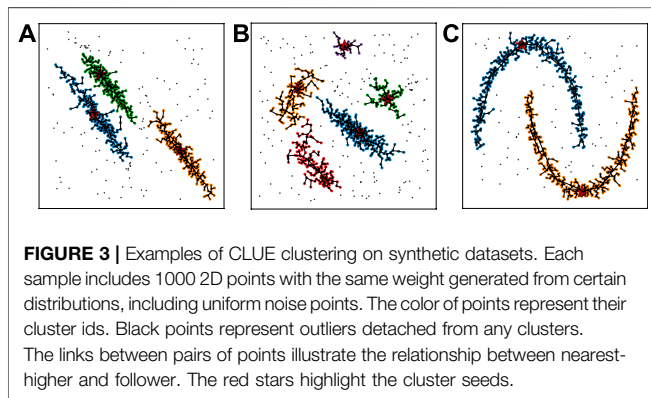 A B C
FIGURE 3 | Examples of CLUE clustering on synthetic datasets. Each
sample includes 1000 2D points with the same weight generated from certain
distributions, including uniform noise points. The color of points represent their
cluster ids. Black points represent outliers detached from any clusters.
The links between pairs of points illustrate the relationship between nearest-
higher and follower. The red stars highlight the cluster seeds.